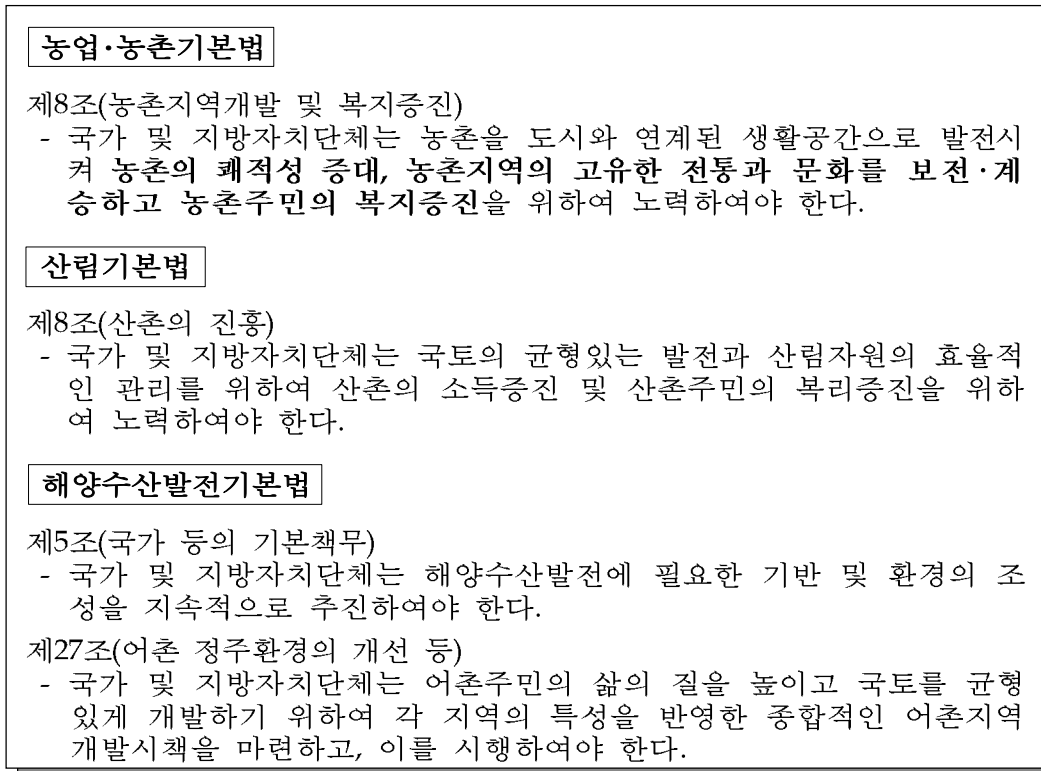 농업·농촌기본법
제8조(농촌지역개발 및 복지증진)
- 국가 및 지방자치단체는 농촌을 도시와 연계된 생활공간으로 발전시
켜 농촌의 쾌적성 증대, 농촌지역의 고유한 전통과 문화를 보전·계
승하고 농촌주민의 복지증진을 위하여 노력하여야 한다.
산림기본법
제8조(산촌의 진흥)
- 국가 및 지방자치단체는 국토의 균형있는 발전과 산림자원의 효율적
인 관리를 위하여 산촌의 소득증진 및 산촌주민의 복리증진을 위하
여 노력하여야 한다.
해양수산발전기본법
제5조(국가 등의 기본책무)
- 국가 및 지방자치단체는 해양수산발전에 필요한 기반 및 환경의 조
성을 지속적으로 추진하여야 한다.
제27조(어촌 정주환경의 개선 등)
- 국가 및 지방자치단체는 어촌주민의 삶의 질을 높이고 국토를 균형
있게 개발하기 위하여 각 지역의 특성을 반영한 종합적인 어촌지역
개발시책을 마련하고, 이를 시행하여야 한다.